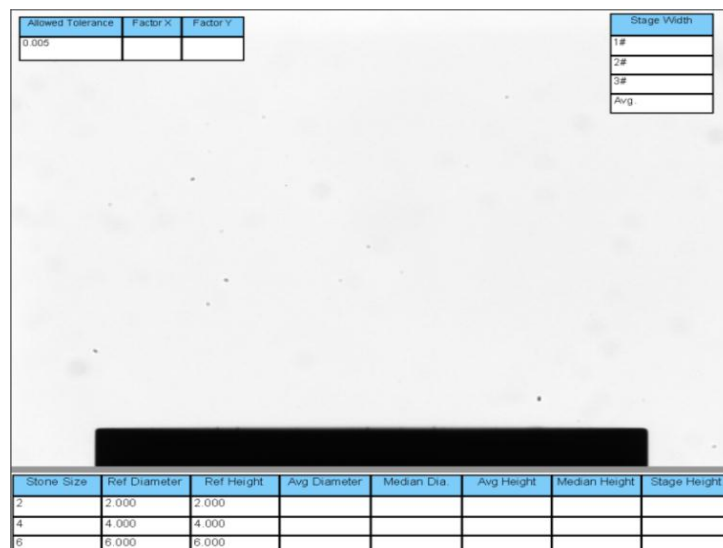 Allowed Tolerance Factor X Factor Y
0.005
Stage Width
1#
2#
3#
Avg.
Stone Size Ref Diameter Ref Height Avg Diameter Median Dia. Avg Height Median Height Stage Height
2 2.000 2.000
4 4.000 4.000
6 6.000 6.000